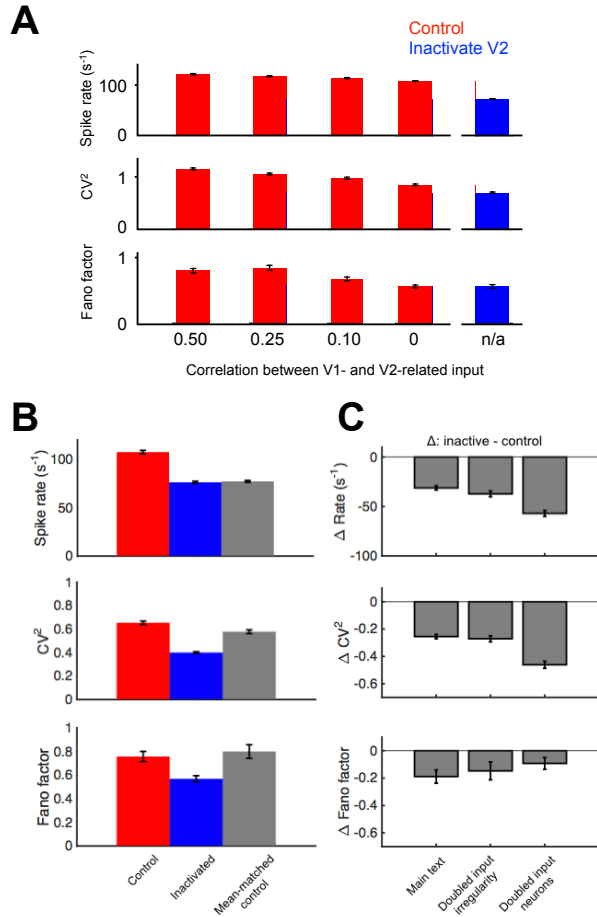 A
Control
Inactivate V2
Spike rate (s⁻¹)
100
0
CV²
1
0
Fano factor
1
0
0.50 0.25 0.10 0 n/a
Correlation between V1- and V2-related input
B
Spike rate (s⁻¹)
100
50
0
CV²
1
0.8
0.6
0.4
0.2
0
Fano factor
1
0.8
0.6
0.4
0.2
0
Control
Inactivated
Mean-matched
control
C
Δ: inactive - control
Δ Rate (s⁻¹)
0
-50
-100
Δ CV²
0
-0.2
-0.4
-0.6
Δ Fano factor
0
-0.2
-0.4
-0.6
Main text
Doubled input
irregularity
Doubled input
neurons